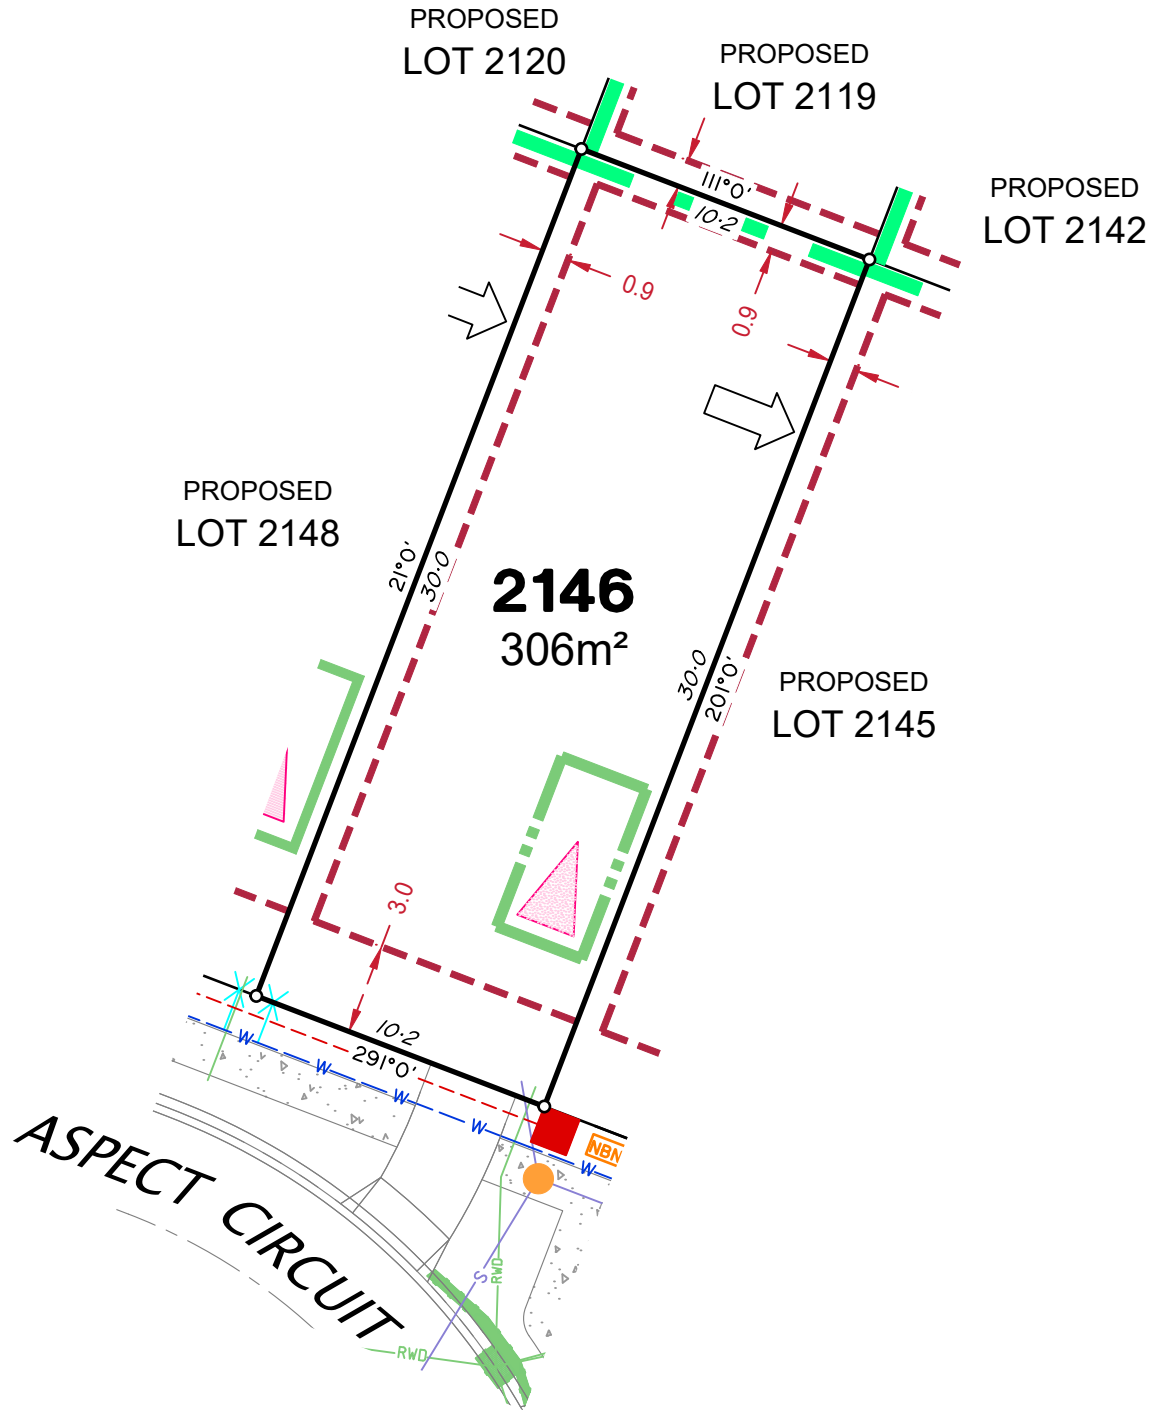 PROPOSED
LOT 2120
PROPOSED
LOT 2119
PROPOSED
LOT 2142
111°0'
10·2
0.9
0.9
PROPOSED
LOT 2148
21°0'
30·0
2146
306m²
30·0
201°0'
PROPOSED
LOT 2145
3.0
10·2
291°0'
W
W
W
W
W
NBN
ASPECT CIRCUIT
S
RWD
RWD